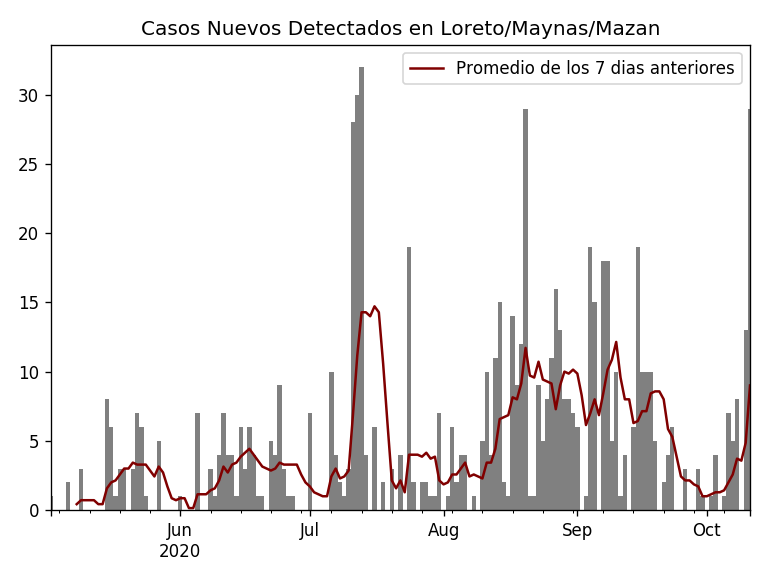 Casos Nuevos Detectados en Loreto/Maynas/Mazan
Promedio de los 7 dias anteriores
30
25
20
15
10
5
0
Jun Jul Aug Sep Oct
2020